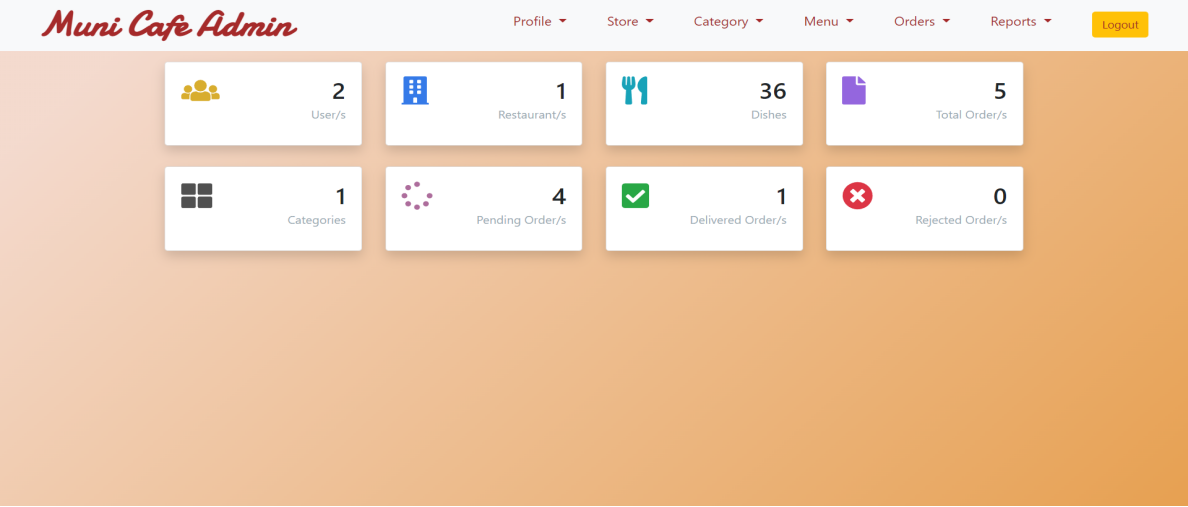 Muni Cafe Admin
Profile
Store
Category
Menu
Orders
Reports
Logout
2
User/s
1
Restaurant/s
36
Dishes
5
Total Order/s
1
Categories
4
Pending Order/s
1
Delivered Order/s
0
Rejected Order/s